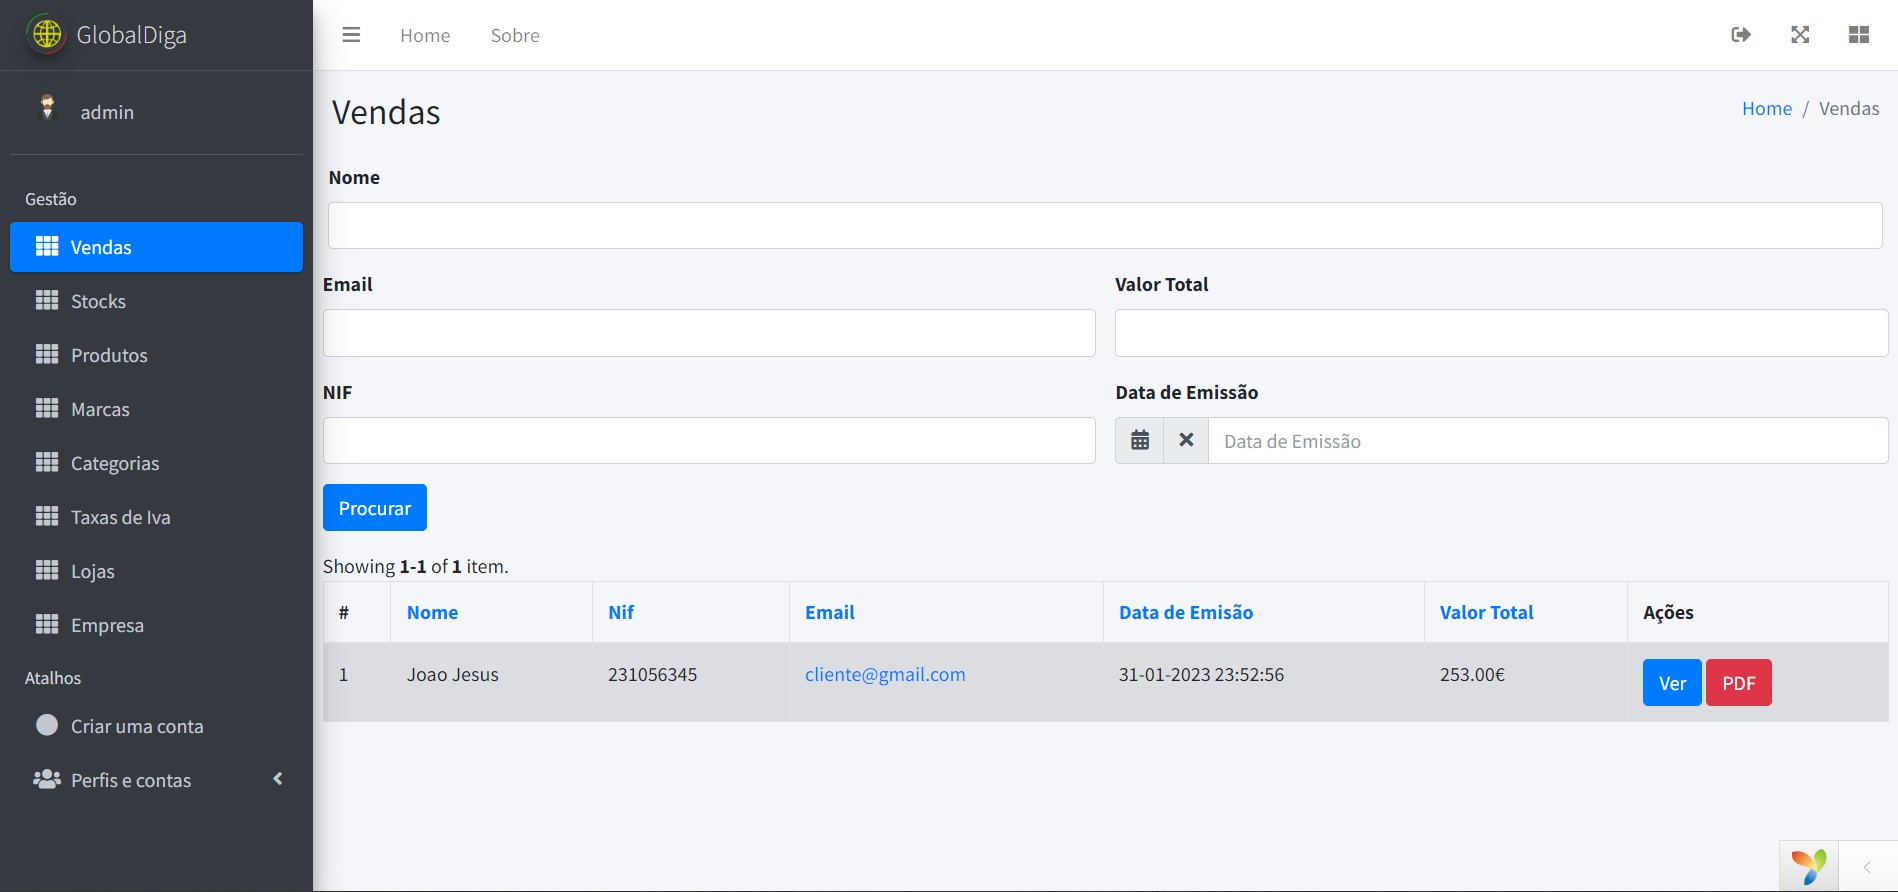 GlobalDiga
Home Sobre
admin
Vendas
Home / Vendas
Gestão
Vendas
Stocks
Produtos
Marcas
Categorias
Taxas de Iva
Lojas
Empresa
Atalhos
Criar uma conta
Perfis e contas
Nome
Email Valor Total
NIF Data de Emissão
Data de Emissão
Procurar
Showing 1-1 of 1 item.
# Nome Nif Email Data de Emisão Valor Total Ações
1 Joao Jesus 231056345 cliente@gmail.com 31-01-2023 23:52:56 253.00€ Ver PDF